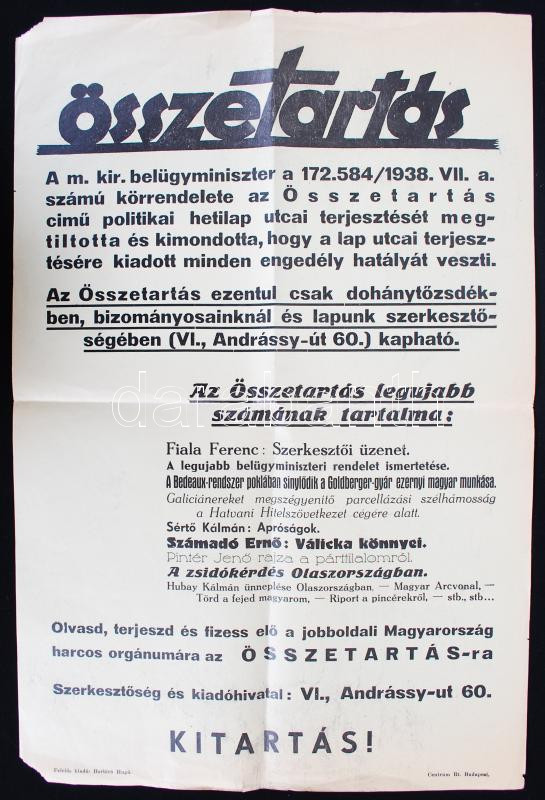 Összetartás
A m. kir. belügyminiszter a 172.584/1938. VII. a.
számú körrendelete az Összetartás
cimű politikai hetilap utcai terjesztését meg-
tiltotta és kimondotta, hogy a lap utcai terjesz-
tésére kiadott minden engedély hatályát veszti.
Az Összetartás ezentul csak dohánytőzsdék-
ben, bizományosainknál és lapunk szerkesztő-
ségében (VI., Andrássy-út 60.) kapható.
Az Összetartás legujabb
számának tartalma:
Fiala Ferenc: Szerkesztői üzenet.
A legujabb belügyminiszteri rendelet ismertetése.
A Bedeaux-rendszer poklában sinylődik a Goldberger-gyár ezernyi magyar munkása.
Galiciánereket megszégyenitő parcellázási szélhámosság
a Hatvani Hitelszövetkezet cégére alatt.
Sértő Kálmán: Apróságok.
Számadó Ernő: Válicka könnyei.
Pintér Jenő rajza a párttilalomról.
A zsidókérdés Olaszországban.
Hubay Kálmán ünneplése Olaszországban. — Magyar Arcvonal, —
Törd a fejed magyarom, — Riport a pincérekről, — stb., stb...
Olvasd, terjeszd és fizess elő a jobboldali Magyarország
harcos orgánumára az ÖSSZETARTÁS-ra
Szerkesztőség és kiadóhivatal: VI., Andrássy-ut 60.
KITARTÁS!
Felelős kiadó:
Centrum Rt. Budapest.